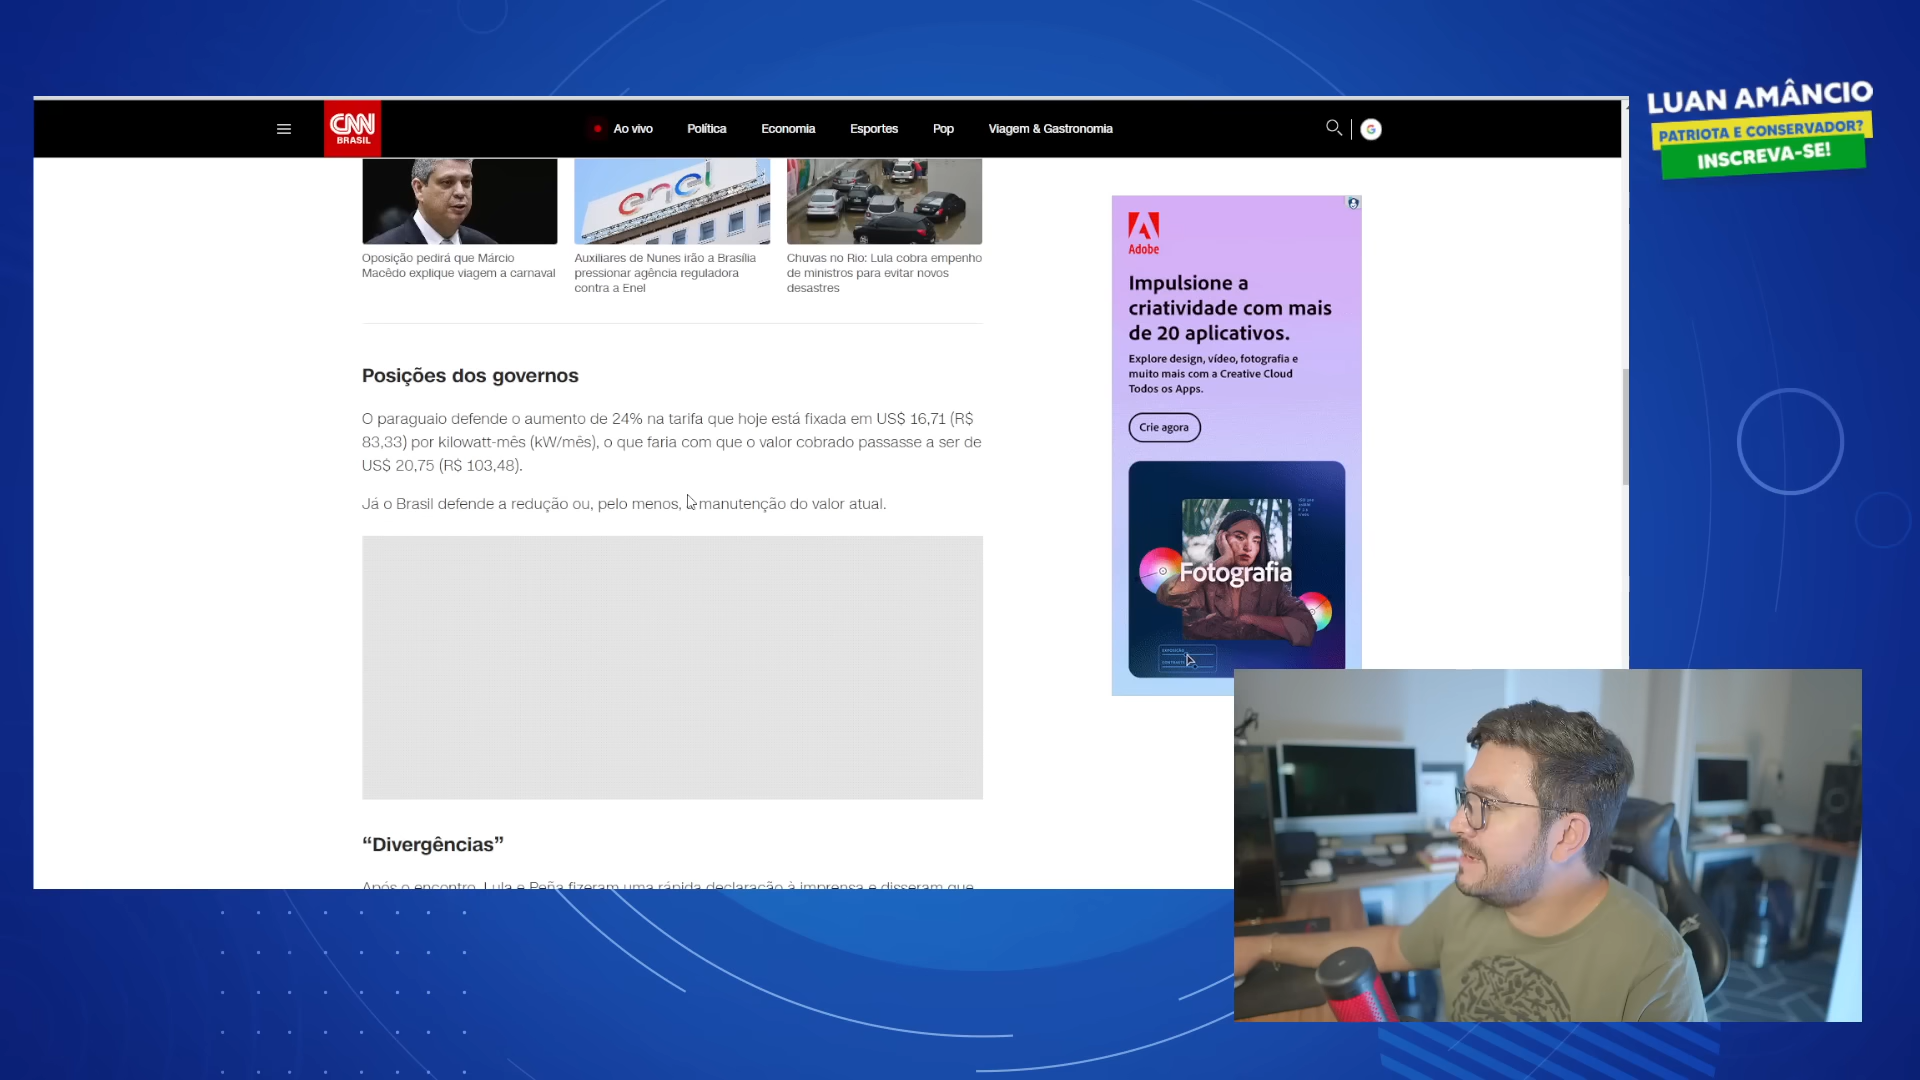 LUAN AMÂNCIO
PATRIOTA E CONSERVADOR?
INSCREVA-SE!
CNN
BRASIL
Ao vivo
Política
Economia
Esportes
Pop
Viagem & Gastronomia
G
enel
Oposição pedirá que Márcio
Macêdo explique viagem a carnaval
Auxiliares de Nunes irão a Brasília
pressionar agência reguladora
contra a Enel
Chuvas no Rio: Lula cobra empenho
de ministros para evitar novos
desastres
Posições dos governos
O paraguaio defende o aumento de 24% na tarifa que hoje está fixada em US$ 16,71 (R$
83,33) por kilowatt-mês (kW/mês), o que faria com que o valor cobrado passasse a ser de
US$ 20,75 (R$ 103,48).
Já o Brasil defende a redução ou, pelo menos, manutenção do valor atual.
“Divergências”
Após o encontro, Lula e Peña fizeram uma rápida declaração à imprensa e disseram que
Adobe
Impulsione a
criatividade com mais
de 20 aplicativos.
Explore design, vídeo, fotografia e
muito mais com a Creative Cloud
Todos os Apps.
Crie agora
Fotografia